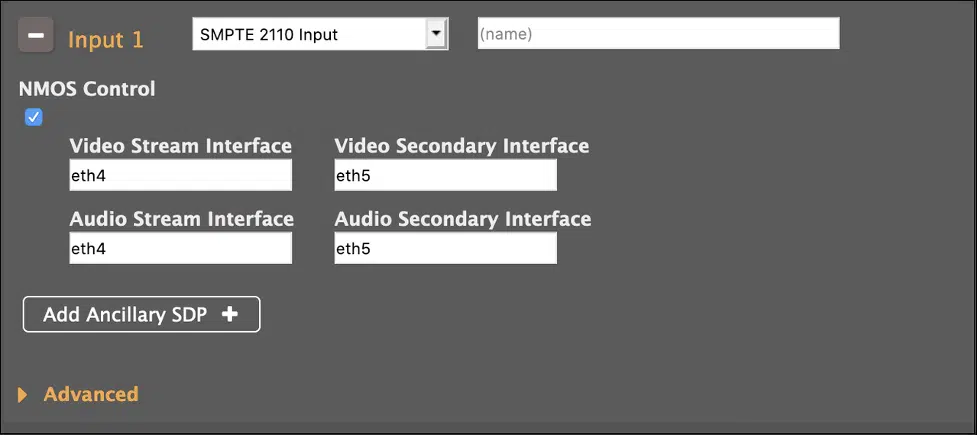 Input 1
SMPTE 2110 Input
(name)
NMOS Control
Video Stream Interface
Video Secondary Interface
eth4
eth5
Audio Stream Interface
Audio Secondary Interface
eth4
eth5
Add Ancillary SDP
Advanced